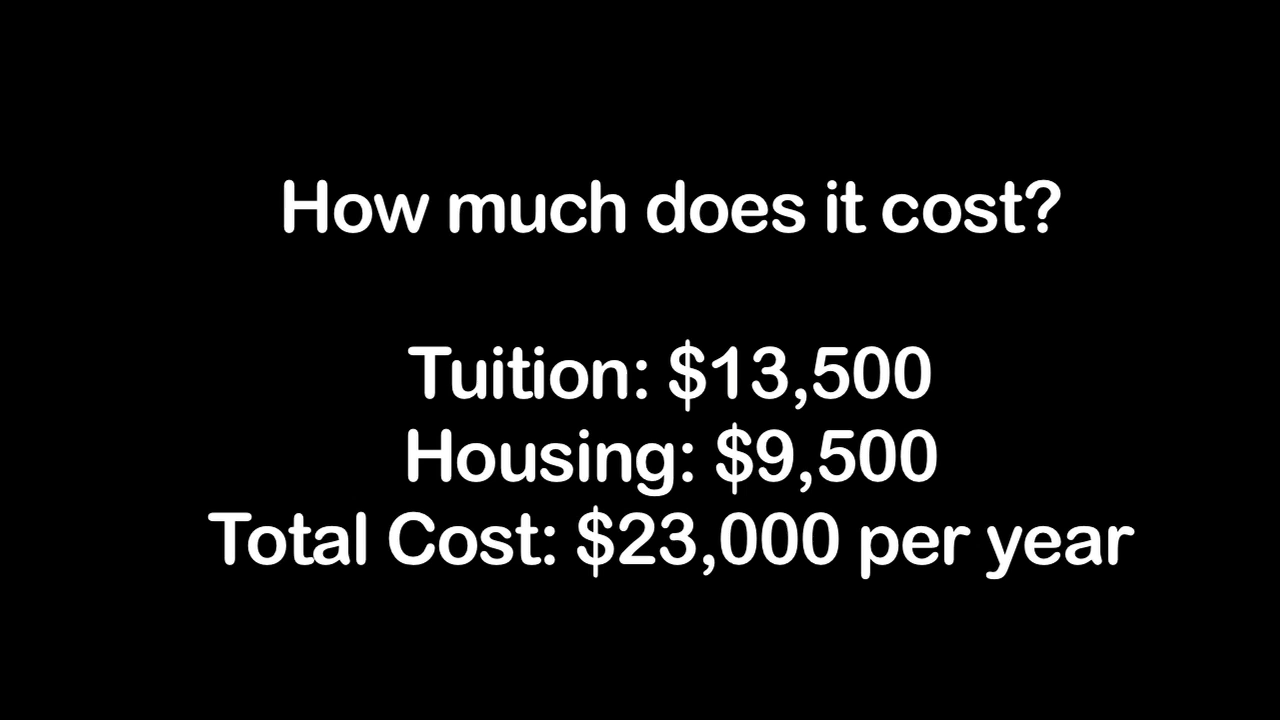 How much does it cost?
Tuition: $13,500
Housing: $9,500
Total Cost: $23,000 per year